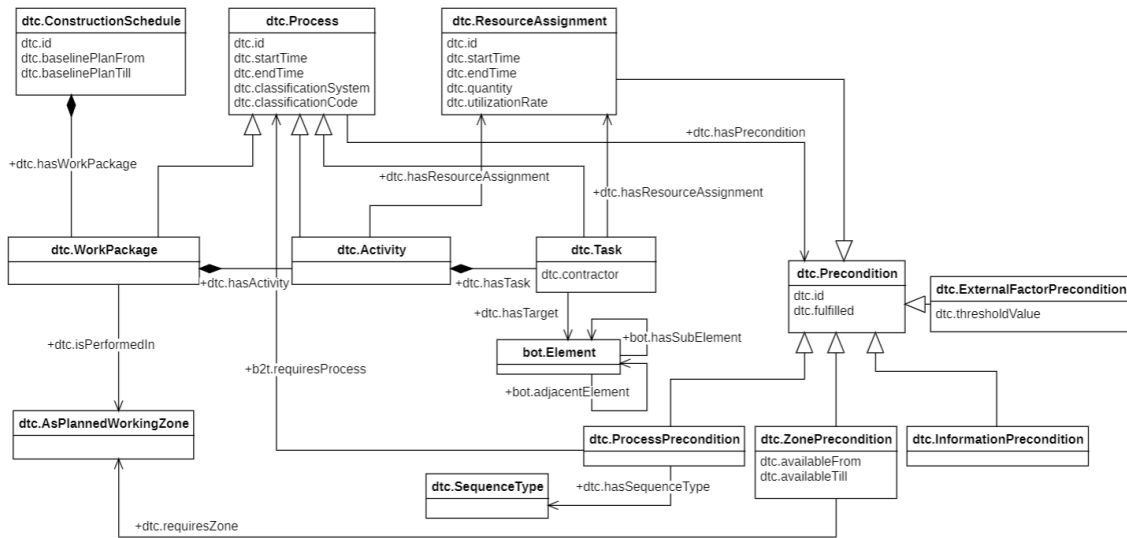 dtc.ConstructionSchedule
dtc.id
dtc.baselinePlanFrom
dtc.baselinePlanTill
dtc.Process
dtc.id
dtc.startTime
dtc.endTime
dtc.classificationSystem
dtc.classificationCode
dtc.ResourceAssignment
dtc.id
dtc.startTime
dtc.endTime
dtc.quantity
dtc.utilizationRate
+dtc.hasPrecondition
+dtc.hasWorkPackage
+dtc.hasResourceAssignment
+dtc.hasResourceAssignment
dtc.WorkPackage
dtc.Activity
dtc.Task
dtc.contractor
+dtc.hasActivity
+dtc.hasTask
dtc.Precondition
dtc.id
dtc.fulfilled
dtc.ExternalFactorPrecondition
dtc.thresholdValue
+dtc.hasTarget
+bot.hasSubElement
+dtc.isPerformedIn
bot.Element
+b2t.requiresProcess
+bot.adjacentElement
dtc.AsPlannedWorkingZone
dtc.ProcessPrecondition
dtc.ZonePrecondition
dtc.availableFrom
dtc.availableTill
dtc.InformationPrecondition
dtc.SequenceType
+dtc.hasSequenceType
+dtc.requiresZone